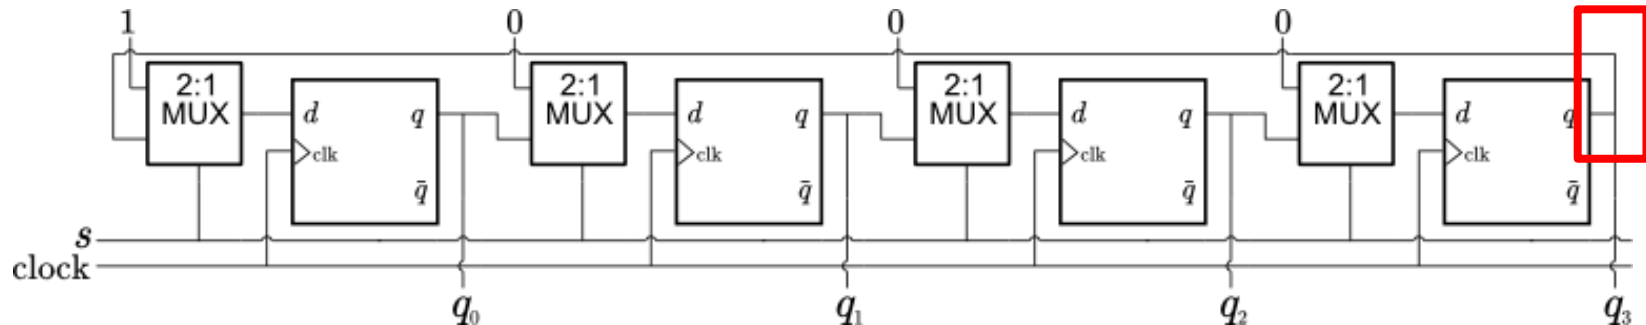 1 0 0 0
2:1 2:1 2:1 2:1
MUX d q MUX d q MUX d q MUX d q
clk clk clk clk
q̄ q̄ q̄ q̄
s
clock
q₀ q₁ q₂ q₃